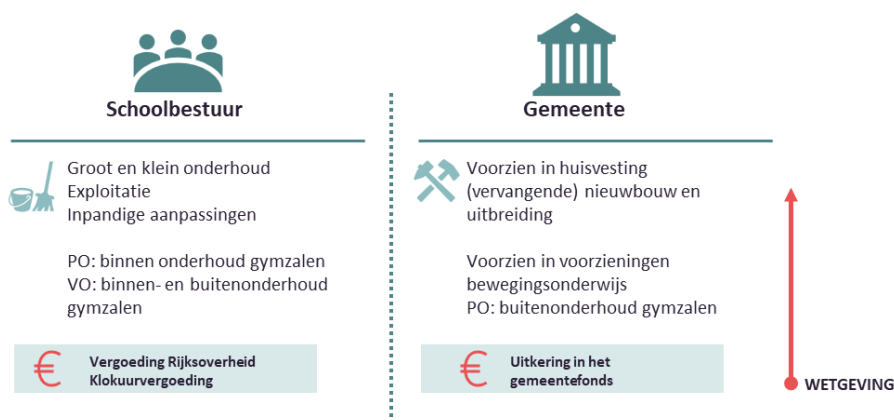 Schoolbestuur
Groot en klein onderhoud
Exploitatie
Inpandige aanpassingen
PO: binnen onderhoud gymzalen
VO: binnen- en buitenonderhoud
gymzalen
€
Vergoeding Rijksoverheid
Klokuurvergoeding
Gemeente
Voorzien in huisvesting
(vervangende) nieuwbouw en
uitbreiding
Voorzien in voorzieningen
bewegingsonderwijs
PO: buitenonderhoud gymzalen
€
Uitkering in het
gemeentefonds
WETGEVING